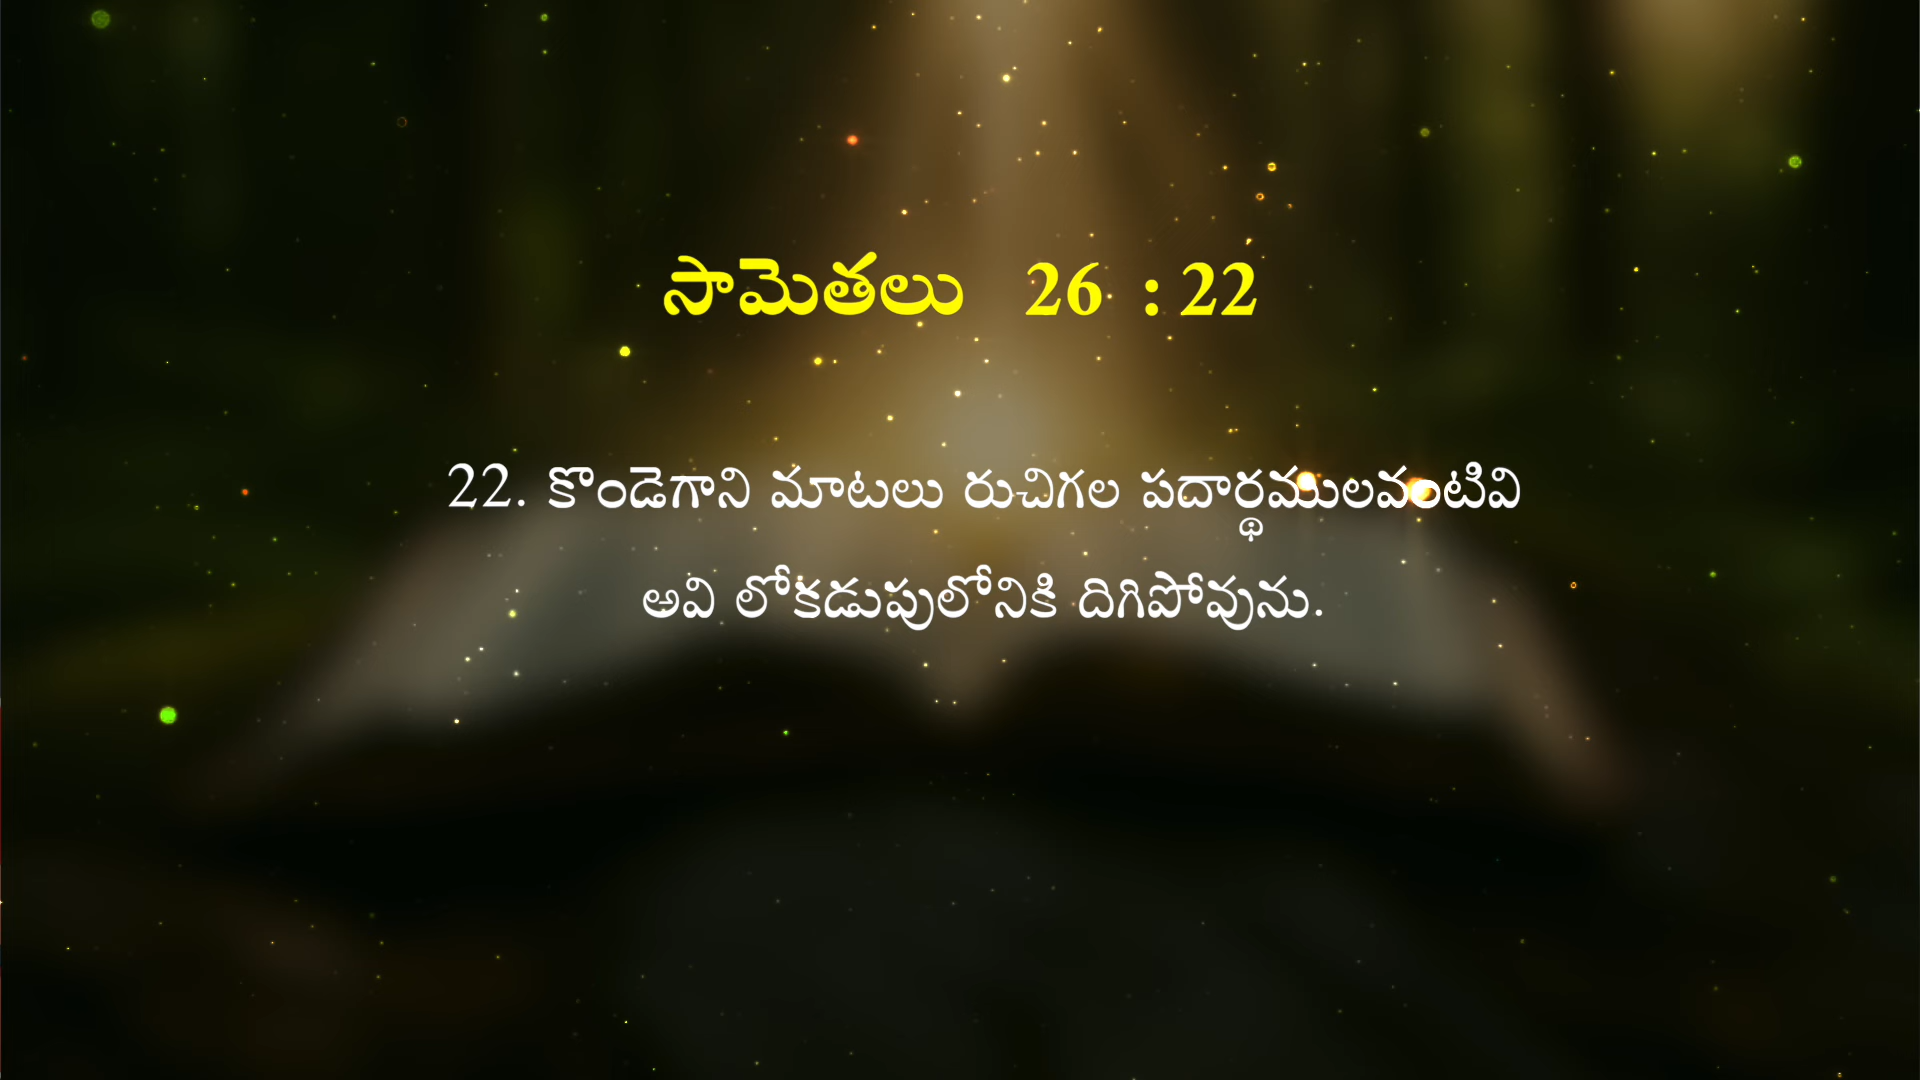 సామెతలు 26 : 22
22. కొండెగాని మాటలు రుచిగల పదార్థములవంటివి
అవి లోకడుపులోనికి దిగిపోవును.